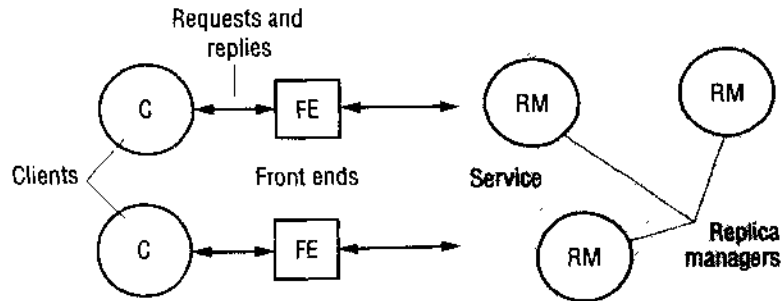 Requests and
replies
C
FE
RM
RM
Clients
Front ends
Service
C
FE
RM
Replica
managers